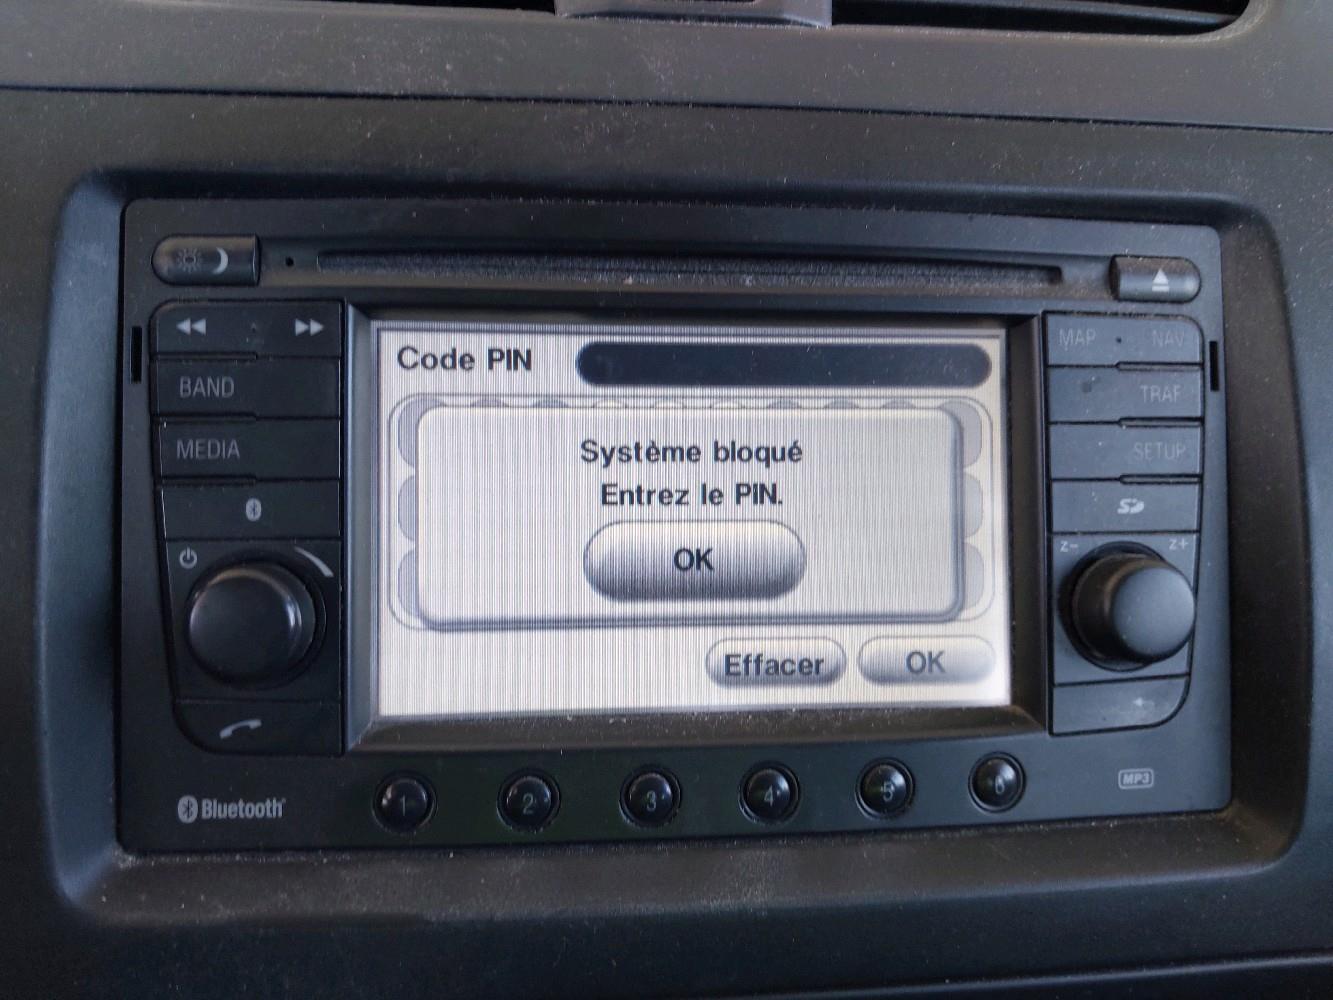 Code PIN
Système bloqué
Entrez le PIN.
OK
Effacer
OK
BAND
MEDIA
MAP
NAV
TRAF
SETUP
z-
z+
Bluetooth
1
2
3
4
5
6
MP3